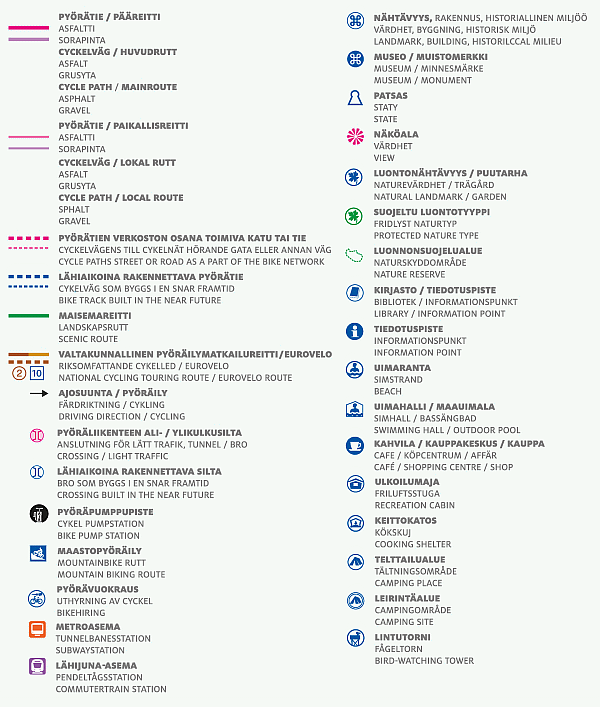 PYÖRÄTIE / PÄÄREITTI
ASFALTTI
SORAPINTA
CYCKELVÄG / HUVUDRUTT
ASFALT
GRUSYTA
CYCLE PATH / MAINROUTE
ASPHALT
GRAVEL
PYÖRÄTIE / PAIKALLISREITTI
ASFALTTI
SORAPINTA
CYCKELVÄG / LOKAL RUTT
ASFALT
GRUSYTA
CYCLE PATH / LOCAL ROUTE
SPHALT
GRAVEL
PYÖRÄTIEN VERKOSTON OSANA TOIMIVA KATU TAI TIE
CYCKELVÄGENS TILL CYKELNÄT HÖRANDE GATA ELLER ANNAN VÄG
CYCLE PATHS STREET OR ROAD AS A PART OF THE BIKE NETWORK
LÄHIAIKOINA RAKENNETTAVA PYÖRÄTIE
CYKELVÄG SOM BYGGS I EN SNAR FRAMTID
BIKE TRACK BUILT IN THE NEAR FUTURE
MAISEMAREITTI
LANDSKAPSRUTT
SCENIC ROUTE
VALTAKUNNALLINEN PYÖRÄILYMATKAILUREITTI/EUROVELO
RIKSOMFATTANDE CYKELLED / EUROVELO
2 10 NATIONAL CYCLING TOURING ROUTE / EUROVELO ROUTE
AJOSUUNTA / PYÖRÄILY
FÄRDRIKTNING / CYKLING
DRIVING DIRECTION / CYCLING
PYÖRÄLIIKENTEEN ALI- / YLIKULKUSILTA
ANSLUTNING FÖR LÄTT TRAFIK, TUNNEL / BRO
CROSSING / LIGHT TRAFFIC
LÄHIAIKOINA RAKENNETTAVA SILTA
BRO SOM BYGGS I EN SNAR FRAMTID
CROSSING BUILT IN THE NEAR FUTURE
PYÖRÄPUMPPUPISTE
CYKEL PUMPSTATION
BIKE PUMP STATION
MAASTOPYÖRÄILY
MOUNTAINBIKE RUTT
MOUNTAIN BIKING ROUTE
PYÖRÄVUOKRAUS
UTHYRNING AV CYCKEL
BIKEHIRING
METROASEMA
TUNNELBANESSTATION
SUBWAYSTATION
LÄHIJUNA-ASEMA
PENDELTÅGSSTATION
COMMUTERTRAIN STATION
NÄHTÄVYYS, RAKENNUS, HISTORIALLINEN MILJÖÖ
VÄRDHET, BYGGNING, HISTORISK MILJÖ
LANDMARK, BUILDING, HISTORILCCAL MILIEU
MUSEO / MUISTOMERKKI
MUSEUM / MINNESMÄRKE
MUSEUM / MONUMENT
PATSAS
STATY
STATE
NÄKÖALA
VÄRDHET
VIEW
LUONTONÄHTÄVYYS / PUUTARHA
NATUREVÄRDHET / TRÄGÅRD
NATURAL LANDMARK / GARDEN
SUOJELTU LUONTOTYYPPI
FRIDLYST NATURTYP
PROTECTED NATURE TYPE
LUONNONSUOJELUALUE
NATURSKYDDOMRÅDE
NATURE RESERVE
KIRJASTO / TIEDOTUSPISTE
BIBLIOTEK / INFORMATIONSPUNKT
LIBRARY / INFORMATION POINT
i TIEDOTUSPISTE
INFORMATIONSPUNKT
INFORMATION POINT
UIMARANTA
SIMSTRAND
BEACH
UIMAHALLI / MAAUIMALA
SIMHALL / BASSÄNGBAD
SWIMMING HALL / OUTDOOR POOL
KAHVILA / KAUPPAKESKUS / KAUPPA
CAFE / KÖPCENTRUM / AFFÄR
CAFÉ / SHOPPING CENTRE / SHOP
ULKOILUMAJA
FRILUFTSSTUGA
RECREATION CABIN
KEITTOKATOS
KÖKSKUJ
COOKING SHELTER
TELTTAILUALUE
TÄLTNINGSOMRÅDE
CAMPING PLACE
LEIRINTÄALUE
CAMPINGOMRÅDE
CAMPING SITE
LINTUTORNI
FÅGELTORN
BIRD-WATCHING TOWER